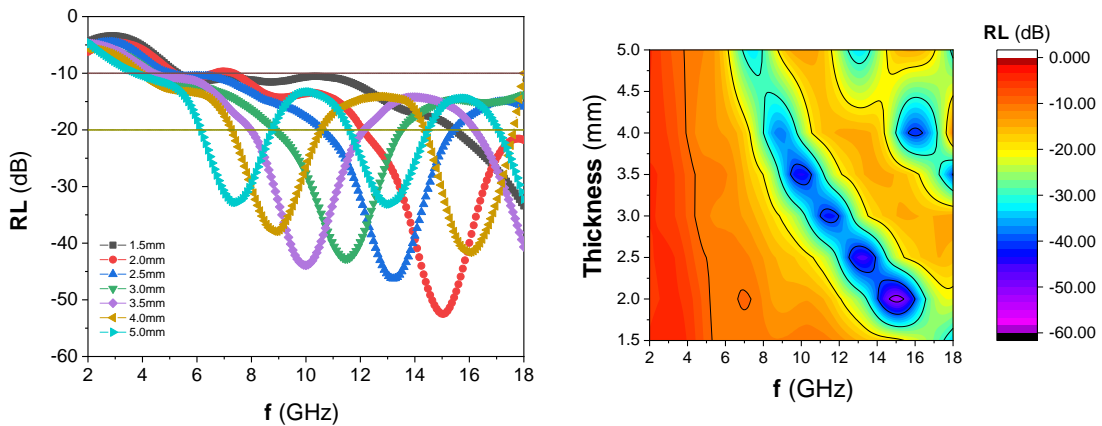 0
-10
-20
-30
-40
-50
-60
RL (dB)
1.5mm
2.0mm
2.5mm
3.0mm
3.5mm
4.0mm
5.0mm
2 4 6 8 10 12 14 16 18
f (GHz)
5.0
4.5
4.0
3.5
3.0
2.5
2.0
1.5
Thickness (mm)
2 4 6 8 10 12 14 16 18
f (GHz)
RL (dB)
0.000
-10.00
-20.00
-30.00
-40.00
-50.00
-60.00